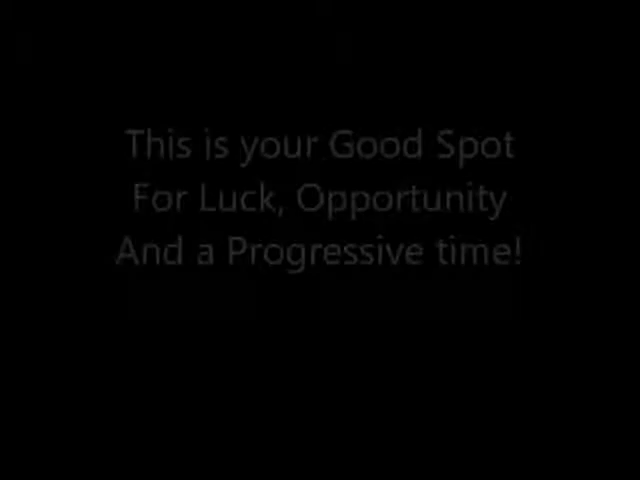 This is your Good Spot
For Luck, Opportunity
And a Progressive time!